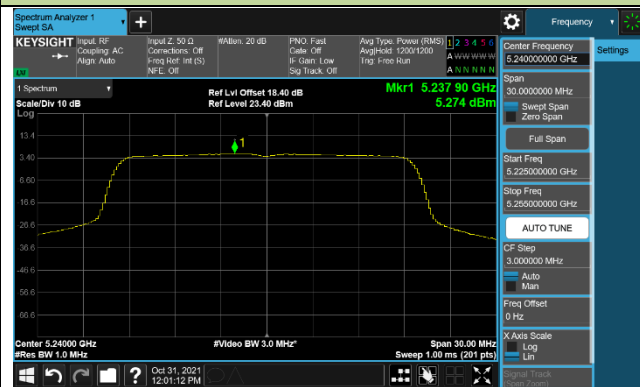 Spectrum Analyzer 1
Swept SA
+
Frequency
KEYSIGHT
Input: RF
Coupling: AC
Align: Auto
Input Z: 50 Ω
Corrections: Off
Freq Ref: Int (S)
NFE: Off
#Atten: 20 dB
PNO: Fast
Gate: Off
IF Gain: Low
Sig Track: Off
Avg Type: Power (RMS)
Avg|Hold: 1200/1200
Trig: Free Run
1 2 3 4 5 6
A W W W W W
A N N N N N
LXI
1 Spectrum
Scale/Div 10 dB
Log
Ref Lvl Offset 18.40 dB
Ref Level 23.40 dBm
Mkr1 5.237 90 GHz
5.274 dBm
1
13.4
3.40
-6.60
-16.6
-26.6
-36.6
-46.6
-56.6
-66.6
Center 5.24000 GHz
#Res BW 1.0 MHz
#Video BW 3.0 MHz*
Span 30.00 MHz
Sweep 1.00 ms (201 pts)
Oct 31, 2021
12:01:12 PM
?
Center Frequency
5.240000000 GHz
Settings
Span
30.0000000 MHz
Swept Span
Zero Span
Full Span
Start Freq
5.225000000 GHz
Stop Freq
5.255000000 GHz
AUTO TUNE
CF Step
3.000000 MHz
Auto
Man
Freq Offset
0 Hz
X Axis Scale
Log
Lin
Signal Track
(Span Zoom)